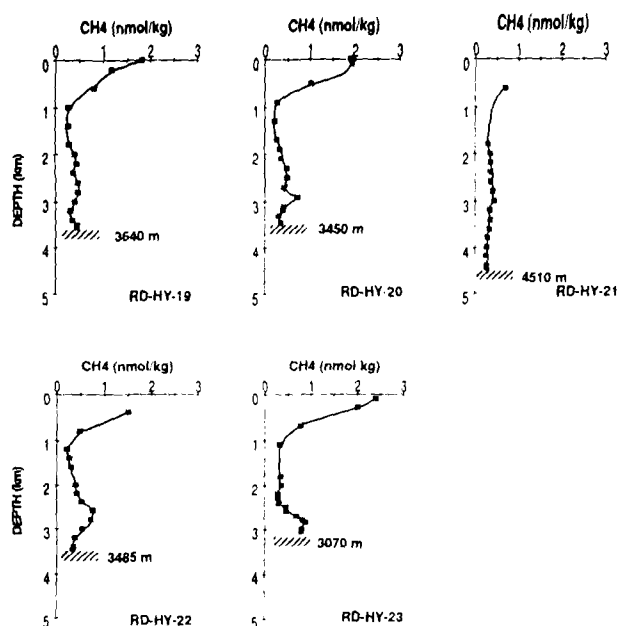 CH4 (nmol/kg)
0 1 2 3
0
1
2
3
4
5
DEPTH (km)
3640 m
RD-HY-19
CH4 (nmol/kg)
0 1 2 3
0
1
2
3
4
5
3450 m
RD-HY-20
CH4 (nmol/kg)
0 1 2 3
0
1
2
3
4
5
4510 m
RD-HY-21
CH4 (nmol/kg)
0 1 2 3
0
1
2
3
4
5
DEPTH (km)
3485 m
RD-HY-22
CH4 (nmol kg)
0 1 2 3
0
1
2
3
4
5
3070 m
RD-HY-23